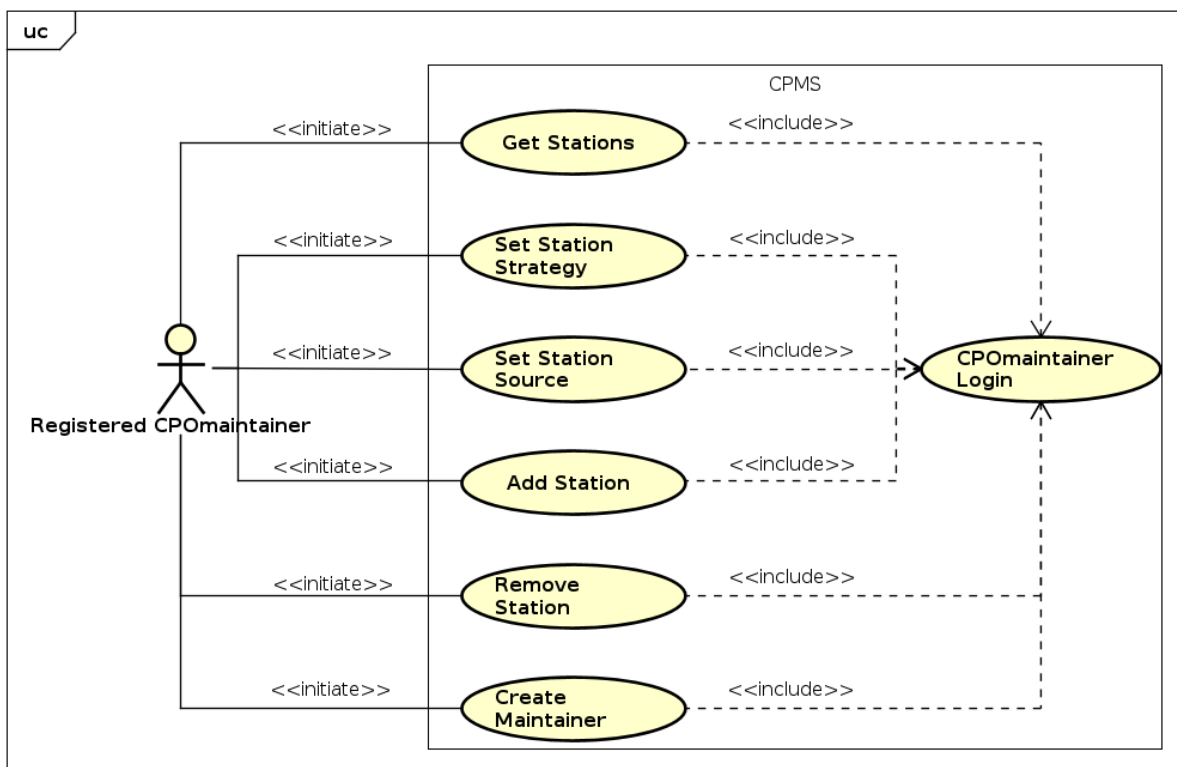 uc
CPMS
<<initiate>>
Get Stations
<<include>>
<<initiate>>
Set Station
Strategy
<<include>>
<<initiate>>
Set Station
Source
<<include>>
CPOmaintainer
Login
Registered CPOmaintainer
<<initiate>>
Add Station
<<include>>
<<initiate>>
Remove
Station
<<include>>
<<initiate>>
Create
Maintainer
<<include>>